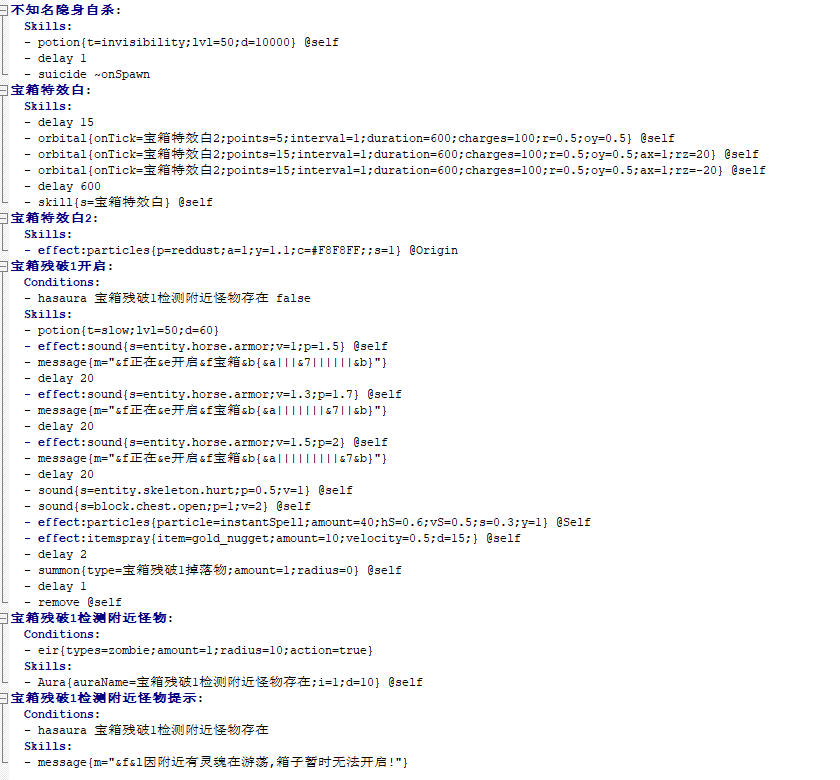 不知名隐身自杀:
Skills:
- potion{t=invisibility;lvl=50;d=10000} @self
- delay 1
- suicide ~onSpawn
宝箱特效白:
Skills:
- delay 15
- orbital{onTick=宝箱特效白2;points=5;interval=1;duration=600;charges=100;r=0.5;oy=0.5} @self
- orbital{onTick=宝箱特效白2;points=15;interval=1;duration=600;charges=100;r=0.5;oy=0.5;ax=1;rz=20} @self
- orbital{onTick=宝箱特效白2;points=15;interval=1;duration=600;charges=100;r=0.5;oy=0.5;ax=1;rz=-20} @self
- delay 600
- skill{s=宝箱特效白} @self
宝箱特效白2:
Skills:
- effect:particles{p=reddust;a=1;y=1.1;c=#F8F8FF;;s=1} @Origin
宝箱残破1开启:
Conditions:
- hasaura 宝箱残破1检测附近怪物存在 false
Skills:
- potion{t=slow;lvl=50;d=60}
- effect:sound{s=entity.horse.armor;v=1;p=1.5} @self
- message{m="&f正在&e开启&f宝箱&b{&a|||&7||||||&b}"}
- delay 20
- effect:sound{s=entity.horse.armor;v=1.3;p=1.7} @self
- message{m="&f正在&e开启&f宝箱&b{&a|||||||&7||&b}"}
- delay 20
- effect:sound{s=entity.horse.armor;v=1.5;p=2} @self
- message{m="&f正在&e开启&f宝箱&b{&a|||||||||&7&b}"}
- delay 20
- sound{s=entity.skeleton.hurt;p=0.5;v=1} @self
- sound{s=block.chest.open;p=1;v=2} @self
- effect:particles{particle=instantSpell;amount=40;hS=0.6;vS=0.5;s=0.3;y=1} @Self
- effect:itemspray{item=gold_nugget;amount=10;velocity=0.5;d=15;} @self
- delay 2
- summon{type=宝箱残破1掉落物;amount=1;radius=0} @self
- delay 1
- remove @self
宝箱残破1检测附近怪物:
Conditions:
- eir{types=zombie;amount=1;radius=10;action=true}
Skills:
- Aura{auraName=宝箱残破1检测附近怪物存在;i=1;d=10} @self
宝箱残破1检测附近怪物提示:
Conditions:
- hasaura 宝箱残破1检测附近怪物存在
Skills:
- message{m="&f&l因附近有灵魂在游荡,箱子暂时无法开启!"}